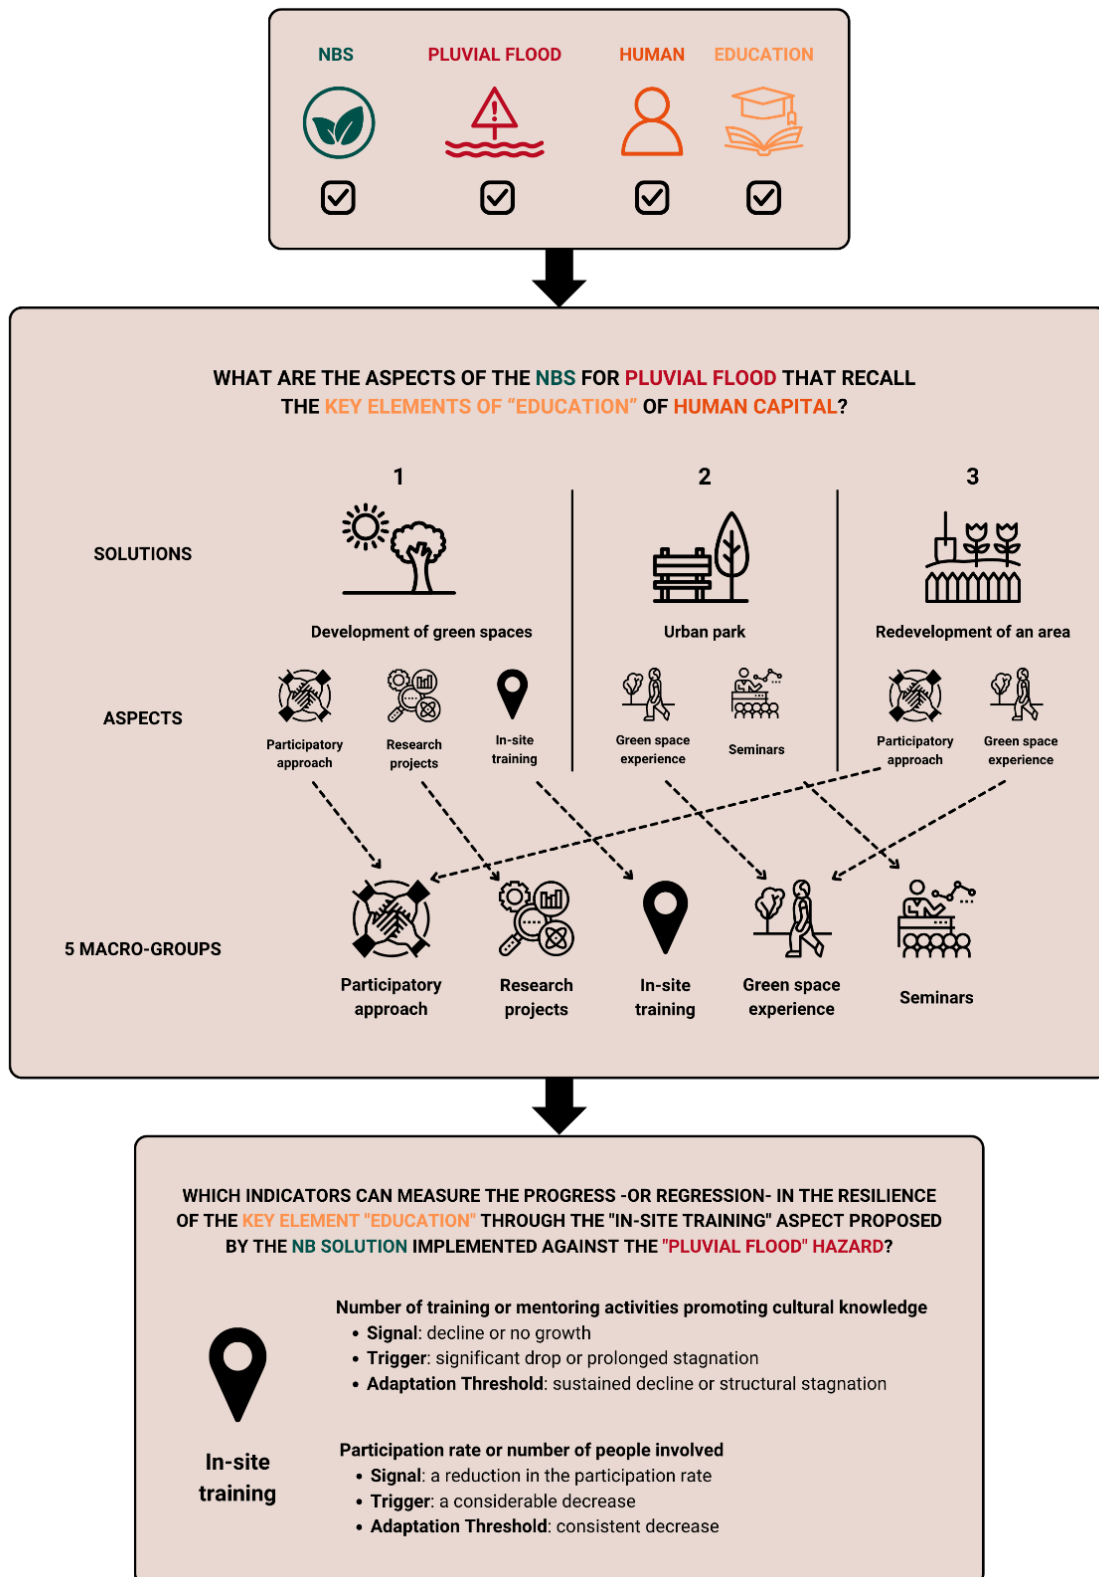 NBS PLUVIAL FLOOD HUMAN EDUCATION
WHAT ARE THE ASPECTS OF THE NBS FOR PLUVIAL FLOOD THAT RECALL
THE KEY ELEMENTS OF “EDUCATION” OF HUMAN CAPITAL?
1 2 3
SOLUTIONS
Development of green spaces Urban park Redevelopment of an area
ASPECTS
Participatory approach
Research projects
In-site training
Green space experience
Seminars
Participatory approach
Green space experience
5 MACRO-GROUPS
Participatory approach
Research projects
In-site training
Green space experience
Seminars
WHICH INDICATORS CAN MEASURE THE PROGRESS -OR REGRESSION- IN THE RESILIENCE
OF THE KEY ELEMENT "EDUCATION" THROUGH THE "IN-SITE TRAINING" ASPECT PROPOSED
BY THE NB SOLUTION IMPLEMENTED AGAINST THE "PLUVIAL FLOOD" HAZARD?
Number of training or mentoring activities promoting cultural knowledge
• Signal: decline or no growth
• Trigger: significant drop or prolonged stagnation
• Adaptation Threshold: sustained decline or structural stagnation
In-site
training
Participation rate or number of people involved
• Signal: a reduction in the participation rate
• Trigger: a considerable decrease
• Adaptation Threshold: consistent decrease